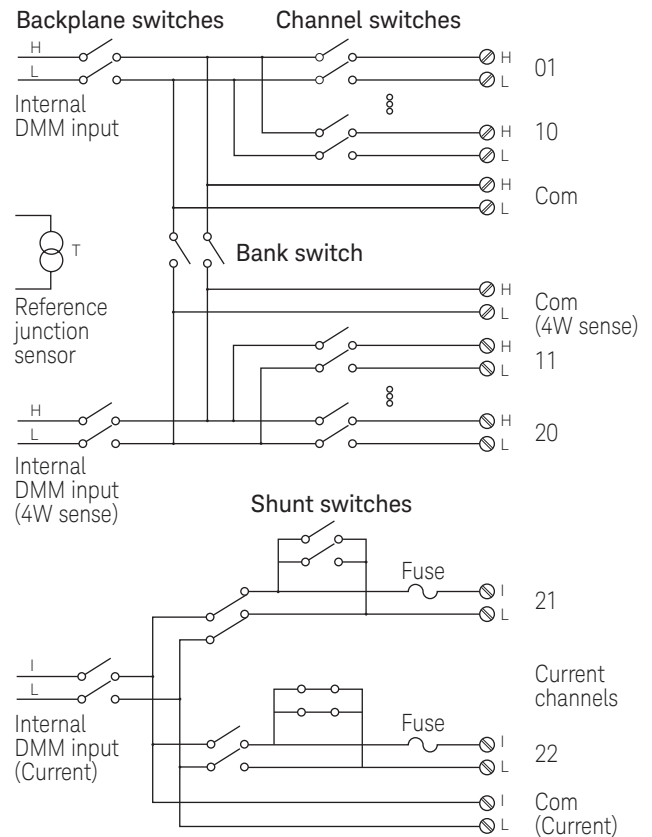 Backplane switches
Channel switches
H
L
Internal
DMM input
H
L
01
H
L
10
H
L
Com
T
Reference
junction
sensor
Bank switch
H
L
Com
(4W sense)
H
L
11
H
L
Internal
DMM input
(4W sense)
H
L
20
Shunt switches
Fuse
I
L
21
I
L
Internal
DMM input
(Current)
Current
channels
Fuse
I
L
22
I
L
Com
(Current)